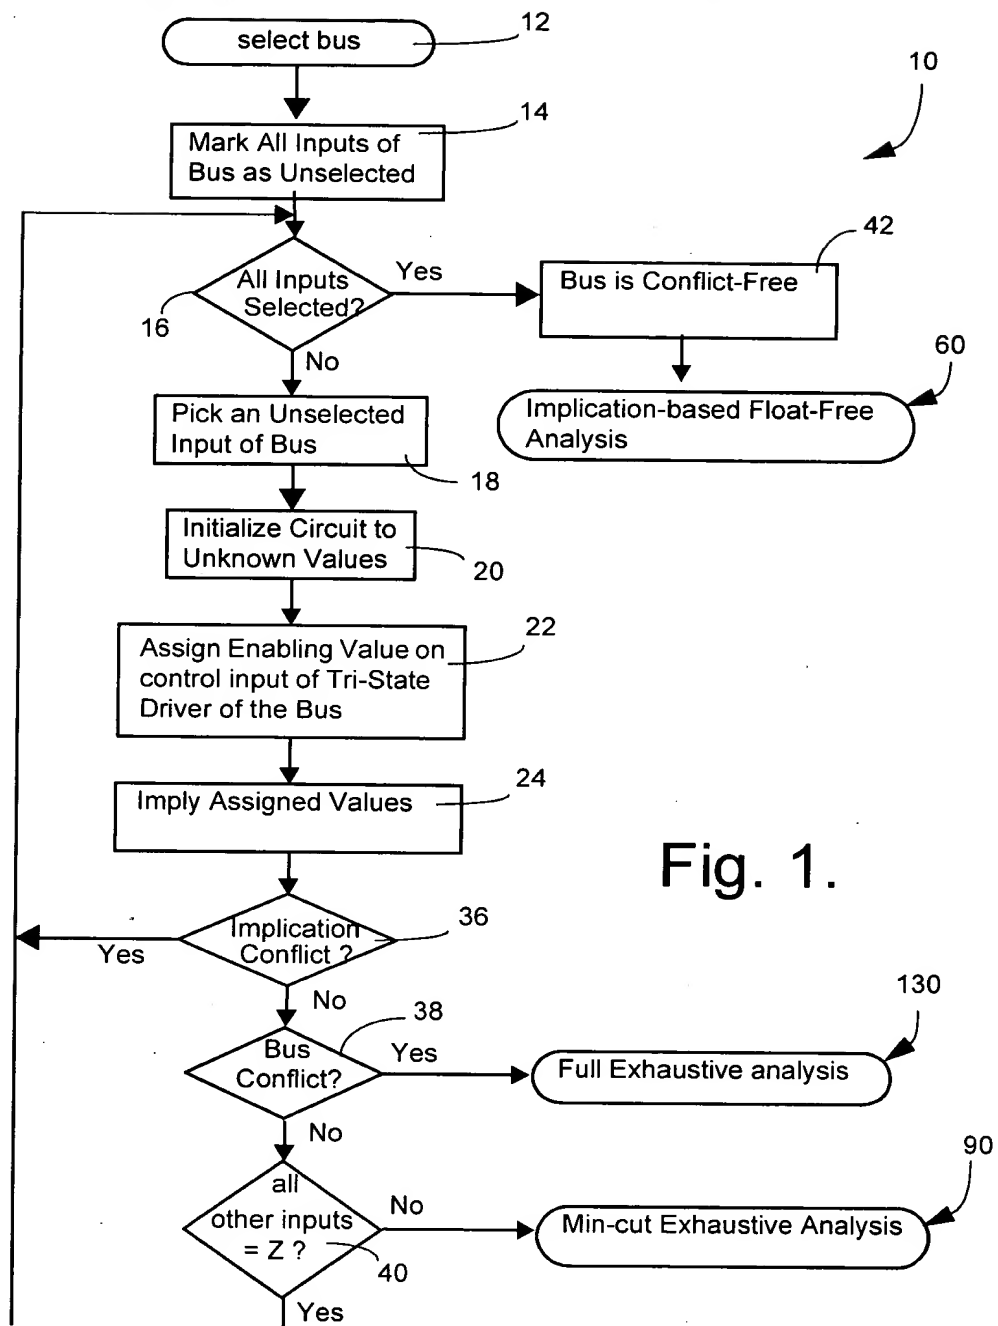 select bus
12
10
14
Mark All Inputs of
Bus as Unselected
42
All Inputs
Selected?
Yes
16
Bus is Conflict-Free
No
60
Pick an Unselected
Input of Bus
18
Implication-based Float-Free
Analysis
Initialize Circuit to
Unknown Values
20
22
Assign Enabling Value on
control input of Tri-State
Driver of the Bus
24
Imply Assigned Values
Fig. 1.
36
Implication
Conflict ?
Yes
No
38
130
Bus
Conflict?
Yes
Full Exhaustive analysis
No
90
all
other inputs
= Z ?
No
40
Min-cut Exhaustive Analysis
Yes